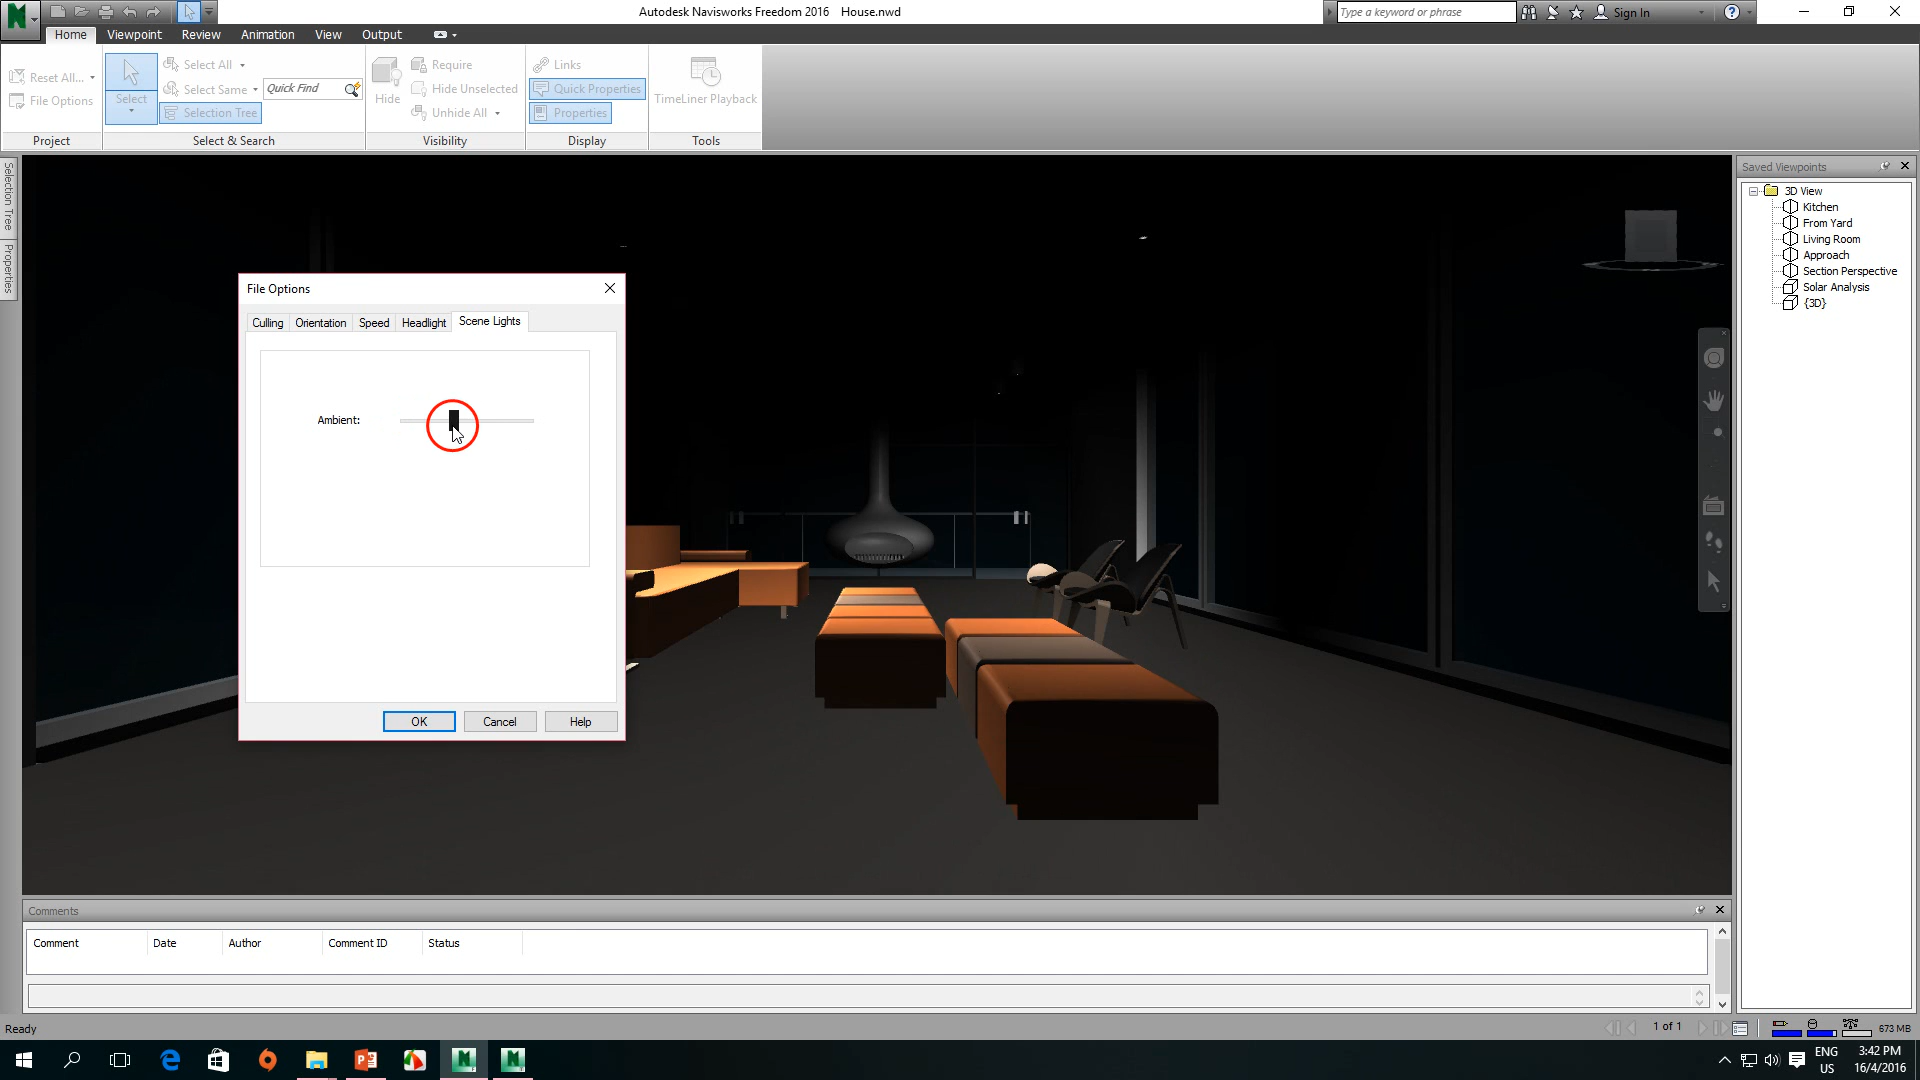 Autodesk Navisworks Freedom 2016 House.nwd
Type a keyword or phrase
Sign In
Home Viewpoint Review Animation View Output
Reset All...
File Options
Project
Select
Select All
Select Same
Quick Find
Selection Tree
Select & Search
Hide
Require
Hide Unselected
Unhide All
Visibility
Links
Quick Properties
Properties
Display
TimeLiner Playback
Tools
Selection Tree
Properties
File Options
Culling Orientation Speed Headlight Scene Lights
Ambient:
OK Cancel Help
Saved Viewpoints
3D View
Kitchen
From Yard
Living Room
Approach
Section Perspective
Solar Analysis
{3D}
Comments
Comment Date Author Comment ID Status
Ready
1 of 1
673 MB
ENG
US
3:42 PM
16/4/2016